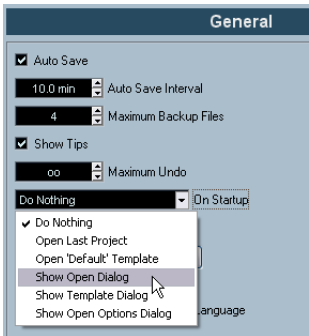 General
Auto Save
10.0 min Auto Save Interval
4 Maximum Backup Files
Show Tips
oo Maximum Undo
Do Nothing On Startup
Do Nothing
Open Last Project
Open 'Default' Template
Show Open Dialog
Show Template Dialog
Show Open Options Dialog
Language